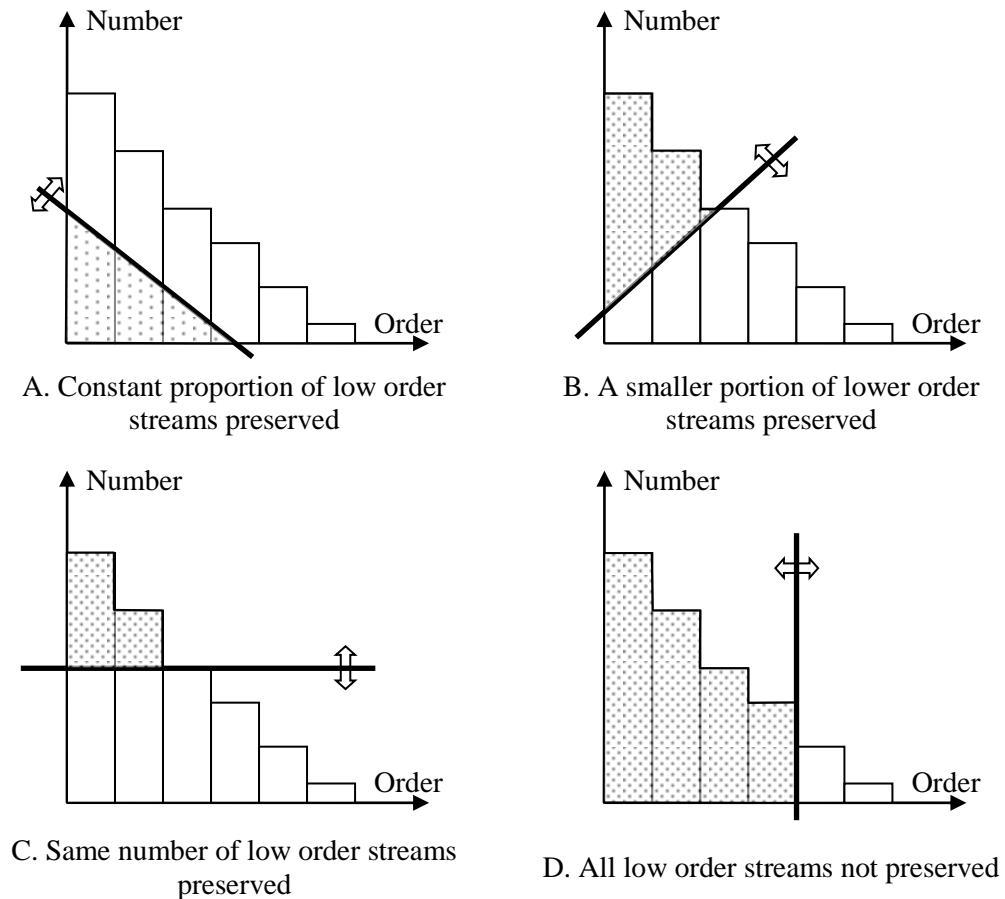 Number
Order
A. Constant proportion of low order
streams preserved
Number
Order
B. A smaller portion of lower order
streams preserved
Number
Order
C. Same number of low order streams
preserved
Number
Order
D. All low order streams not preserved